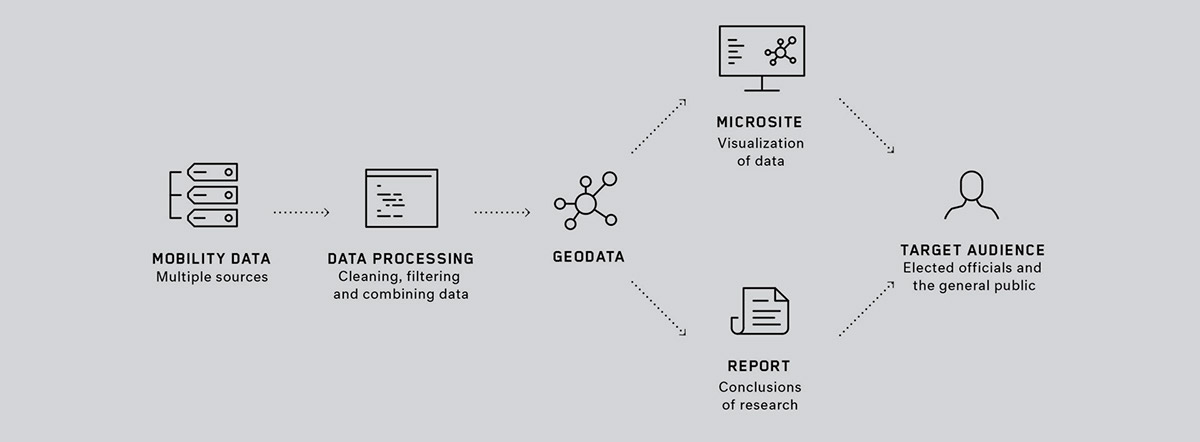 MOBILITY DATA
Multiple sources
DATA PROCESSING
Cleaning, filtering
and combining data
GEODATA
MICROSITE
Visualization
of data
REPORT
Conclusions
of research
TARGET AUDIENCE
Elected officials and
the general public